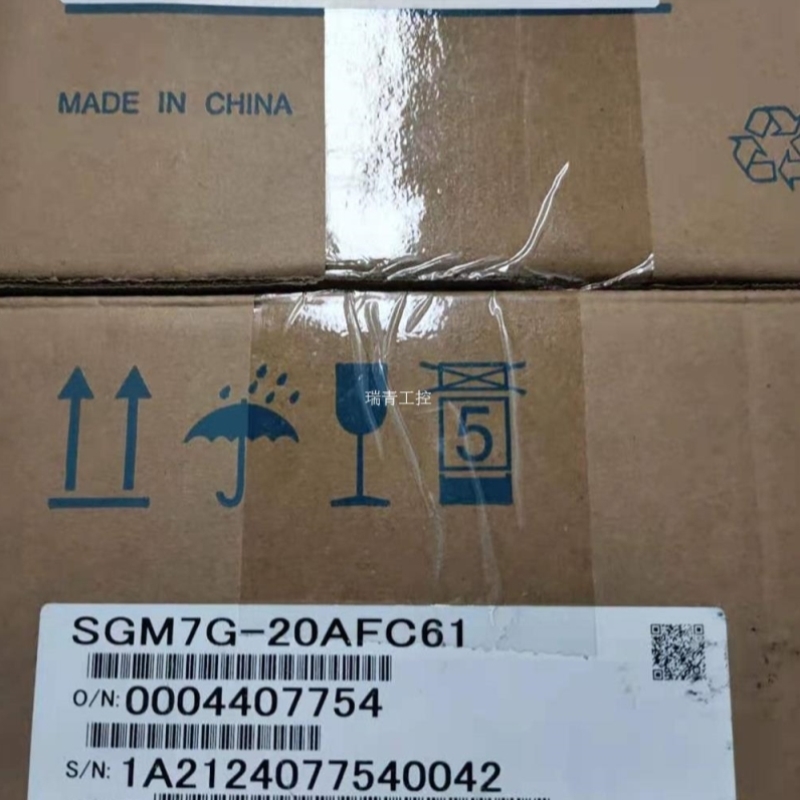 MADE IN CHINA
瑞青工控
5
SGM7G-20AFC61
O/N: 0004407754
S/N: 1A2124077540042